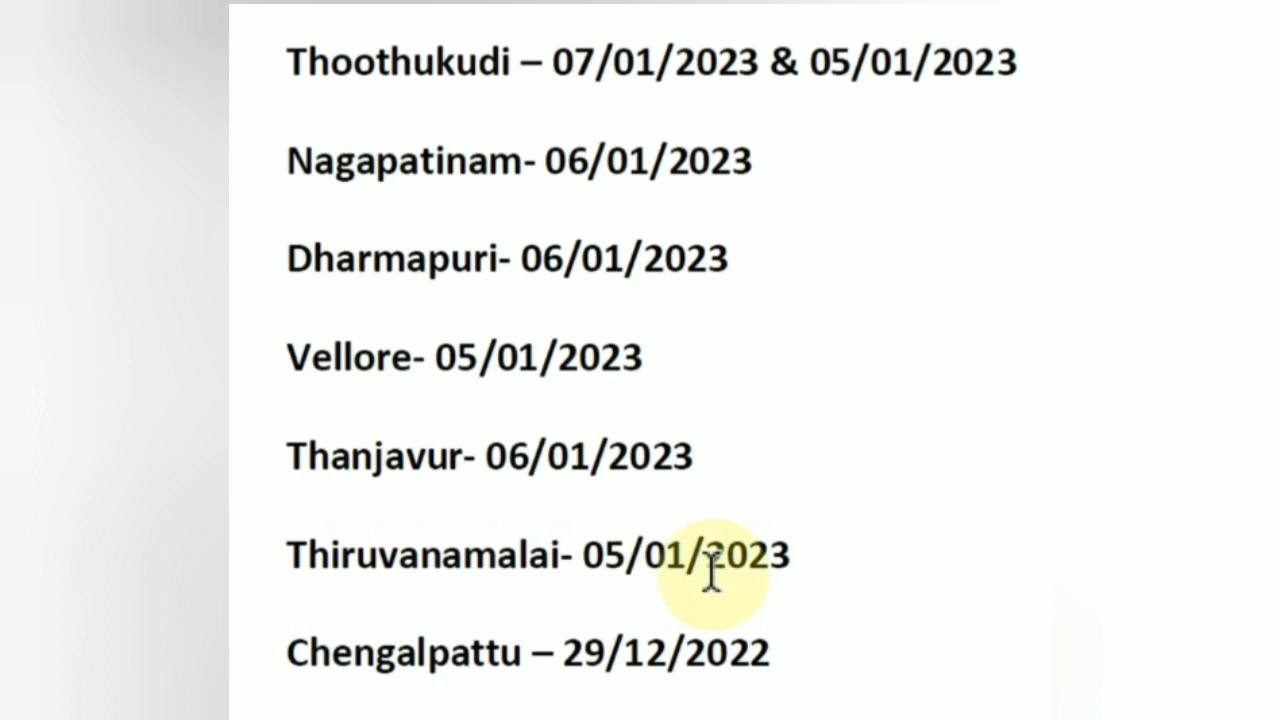 Thoothukudi – 07/01/2023 & 05/01/2023
Nagapatinam- 06/01/2023
Dharmapuri- 06/01/2023
Vellore- 05/01/2023
Thanjavur- 06/01/2023
Thiruvanamalai- 05/01/2023
Chengalpattu – 29/12/2022